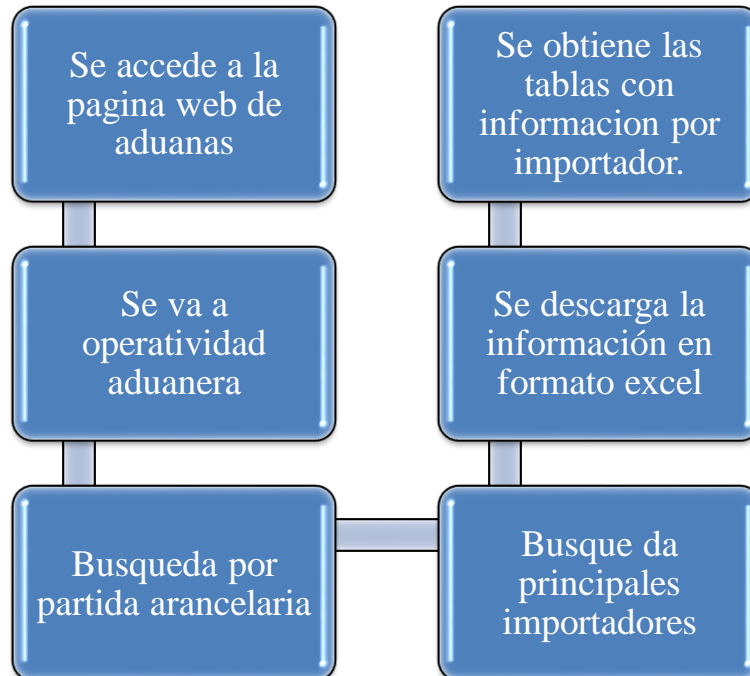 Se accede a la
pagina web de
aduanas
Se va a
operatividad
aduanera
Busqueda por
partida arancelaria
Busque da
principales
importadores
Se descarga la
información en
formato excel
Se obtiene las
tablas con
informacion por
importador.